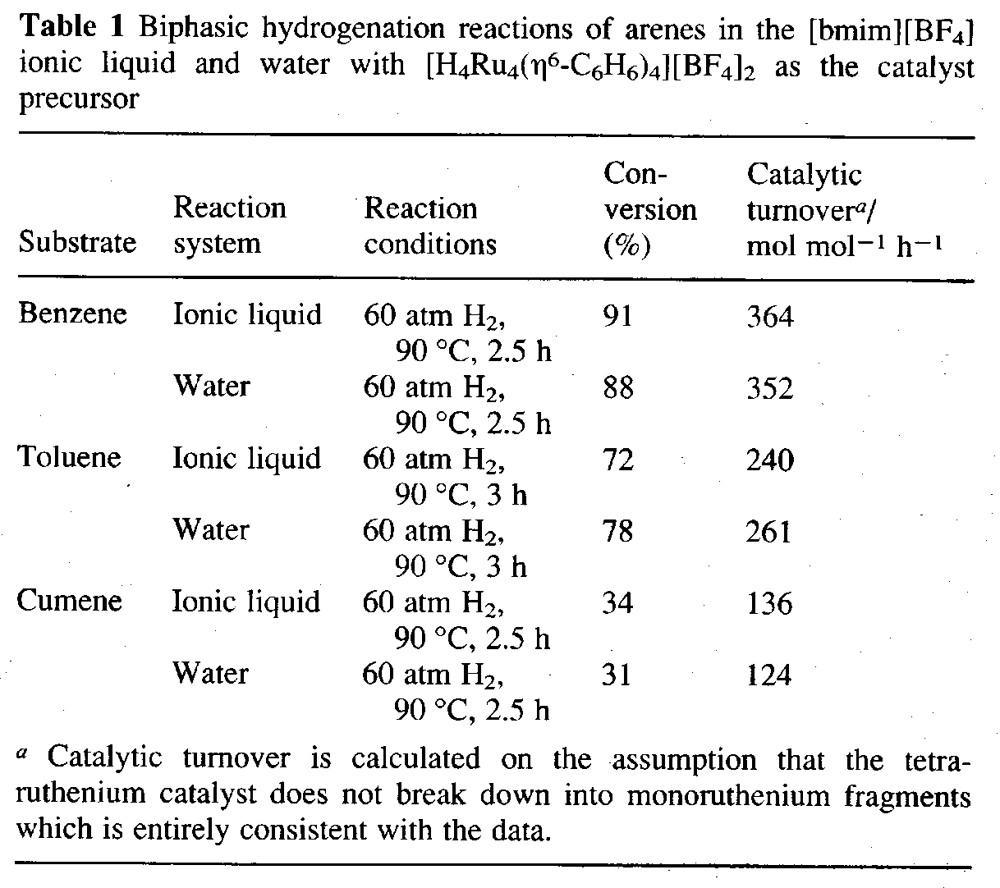 Table 1 Biphasic hydrogenation reactions of arenes in the [bmim][BF4]
ionic liquid and water with [H4Ru4(η6-C6H6)4][BF4]2 as the catalyst
precursor
Con- Catalytic
Reaction Reaction version turnovera/
Substrate system conditions (%) mol mol−1 h−1
Benzene Ionic liquid 60 atm H2, 91 364
90 °C, 2.5 h
Water 60 atm H2, 88 352
90 °C, 2.5 h
Toluene Ionic liquid 60 atm H2, 72 240
90 °C, 3 h
Water 60 atm H2, 78 261
90 °C, 3 h
Cumene Ionic liquid 60 atm H2, 34 136
90 °C, 2.5 h
Water 60 atm H2, 31 124
90 °C, 2.5 h
a Catalytic turnover is calculated on the assumption that the tetra-
ruthenium catalyst does not break down into monoruthenium fragments
which is entirely consistent with the data.